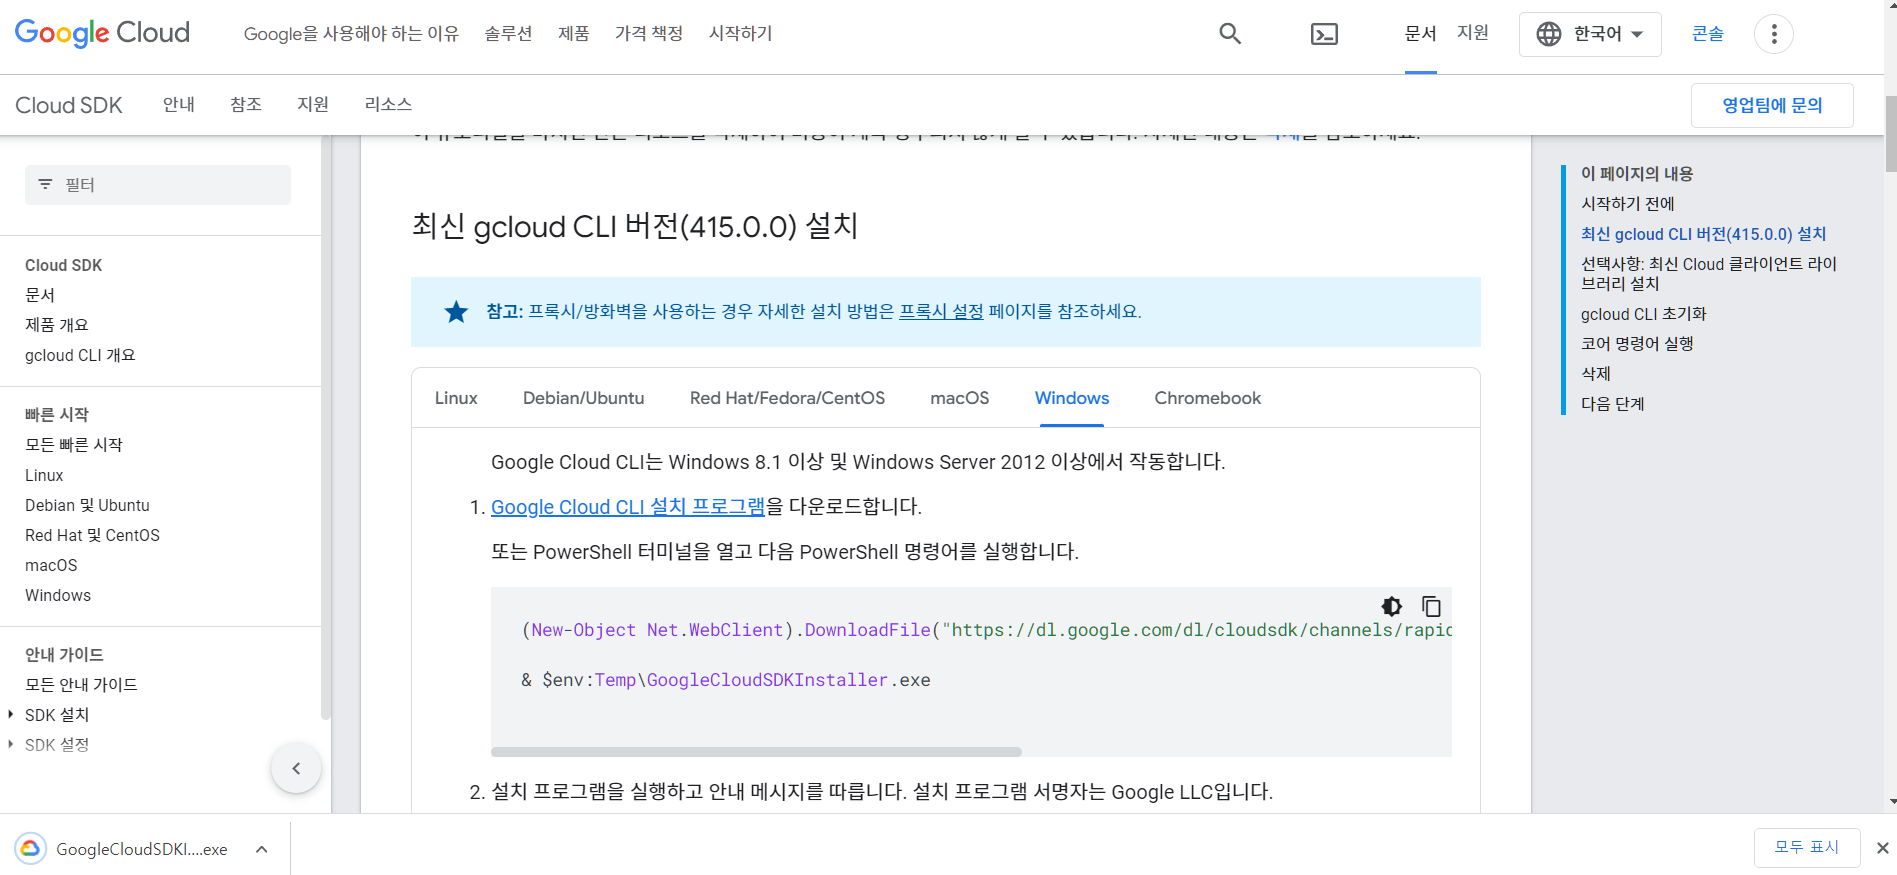 Google Cloud
Google을 사용해야 하는 이유 솔루션 제품 가격 책정 시작하기
문서 지원 한국어 콘솔
Cloud SDK 안내 참조 지원 리소스
영업팀에 문의
필터
Cloud SDK
문서
제품 개요
gcloud CLI 개요
빠른 시작
모든 빠른 시작
Linux
Debian 및 Ubuntu
Red Hat 및 CentOS
macOS
Windows
안내 가이드
모든 안내 가이드
SDK 설치
SDK 설정
최신 gcloud CLI 버전(415.0.0) 설치
참고: 프록시/방화벽을 사용하는 경우 자세한 설치 방법은 프록시 설정 페이지를 참조하세요.
Linux Debian/Ubuntu Red Hat/Fedora/CentOS macOS Windows Chromebook
Google Cloud CLI는 Windows 8.1 이상 및 Windows Server 2012 이상에서 작동합니다.
1. Google Cloud CLI 설치 프로그램을 다운로드합니다.
또는 PowerShell 터미널을 열고 다음 PowerShell 명령어를 실행합니다.
(New-Object Net.WebClient).DownloadFile("https://dl.google.com/dl/cloudsdk/channels/rapid
& $env:Temp\GoogleCloudSDKInstaller.exe
2. 설치 프로그램을 실행하고 안내 메시지를 따릅니다. 설치 프로그램 서명자는 Google LLC입니다.
이 페이지의 내용
시작하기 전에
최신 gcloud CLI 버전(415.0.0) 설치
선택사항: 최신 Cloud 클라이언트 라이
브러리 설치
gcloud CLI 초기화
코어 명령어 실행
삭제
다음 단계
GoogleCloudSDKI....exe
모두 표시